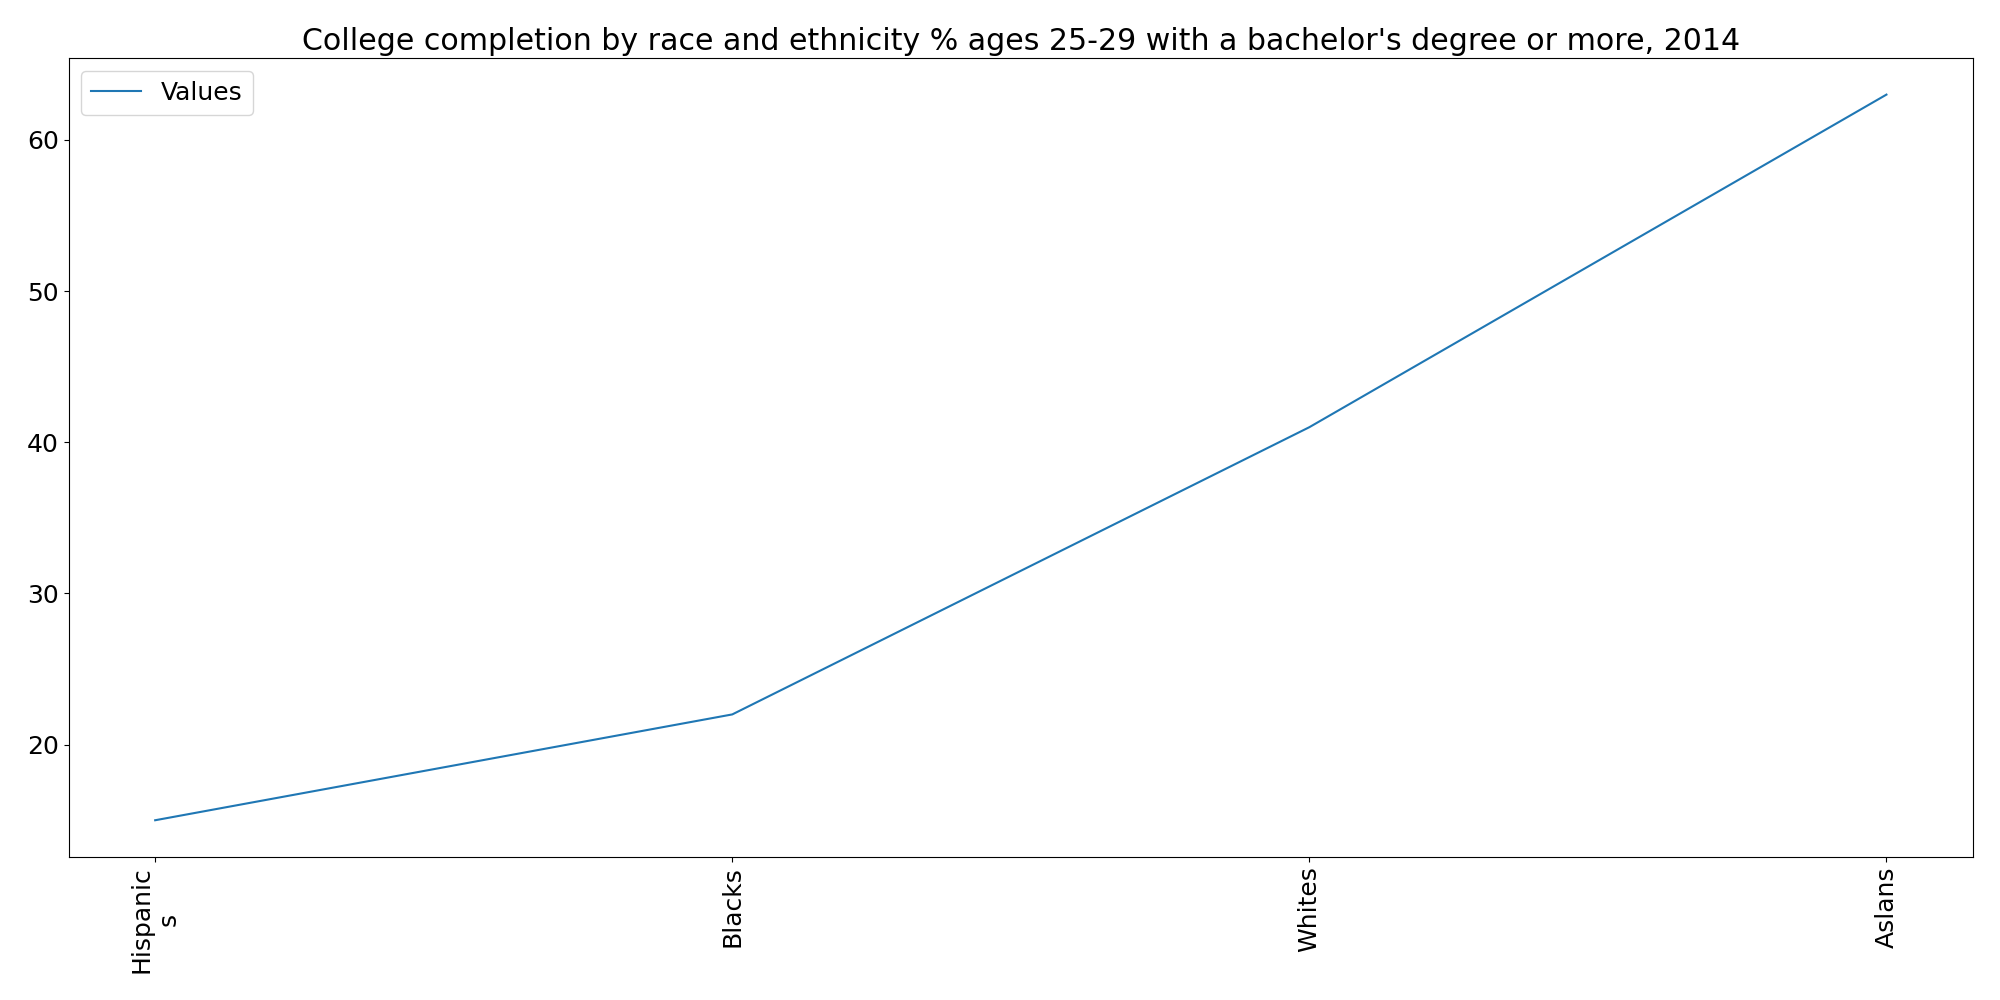 College completion by race and ethnicity % ages 25-29 with a bachelor's degree or more, 2014
Values
60
50
40
30
20
Hispanic
s
Blacks
Whites
Aslans